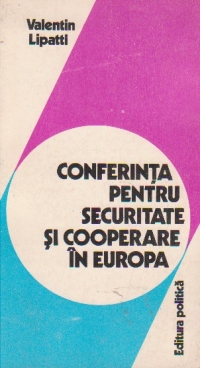 Valentin
Lipatti
CONFERINȚA
PENTRU
SECURITATE
ȘI COOPERARE
ÎN EUROPA
Editura politică